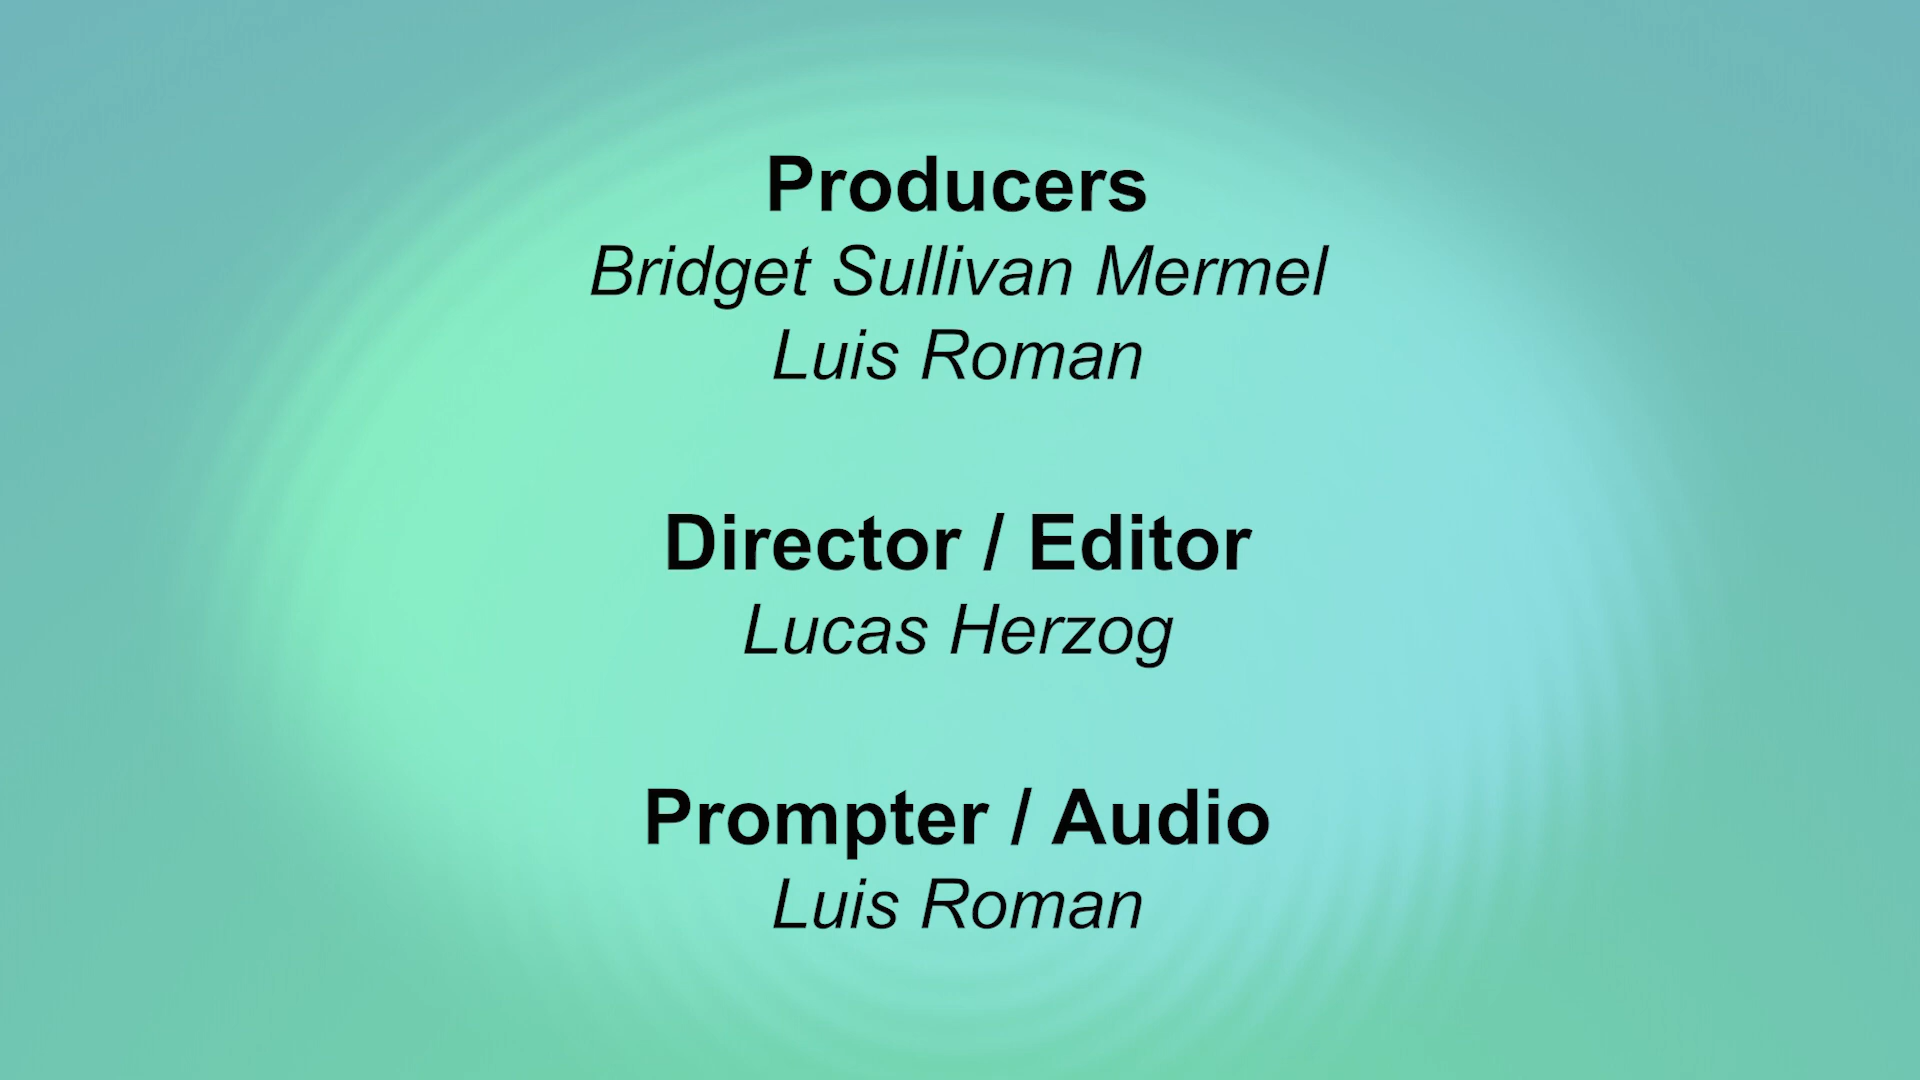 Producers
Bridget Sullivan Mermel
Luis Roman
Director / Editor
Lucas Herzog
Prompter / Audio
Luis Roman